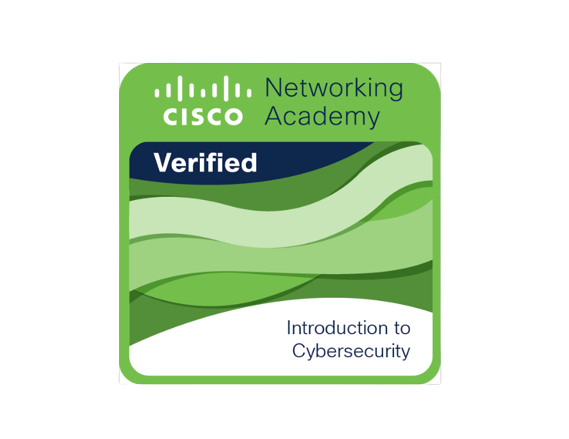 CISCO
Networking
Academy
Verified
Introduction to
Cybersecurity